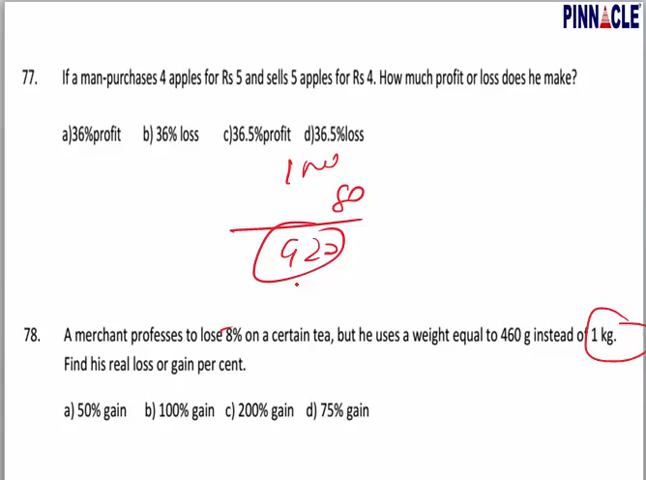 PINNACLE
77. If a man-purchases 4 apples for Rs 5 and sells 5 apples for Rs 4. How much profit or loss does he make?
a)36%profit b) 36% loss c)36.5%profit d)36.5%loss
80
920
78. A merchant professes to lose 8% on a certain tea, but he uses a weight equal to 460 g instead of 1 kg.
Find his real loss or gain per cent.
a) 50% gain b) 100% gain c) 200% gain d) 75% gain